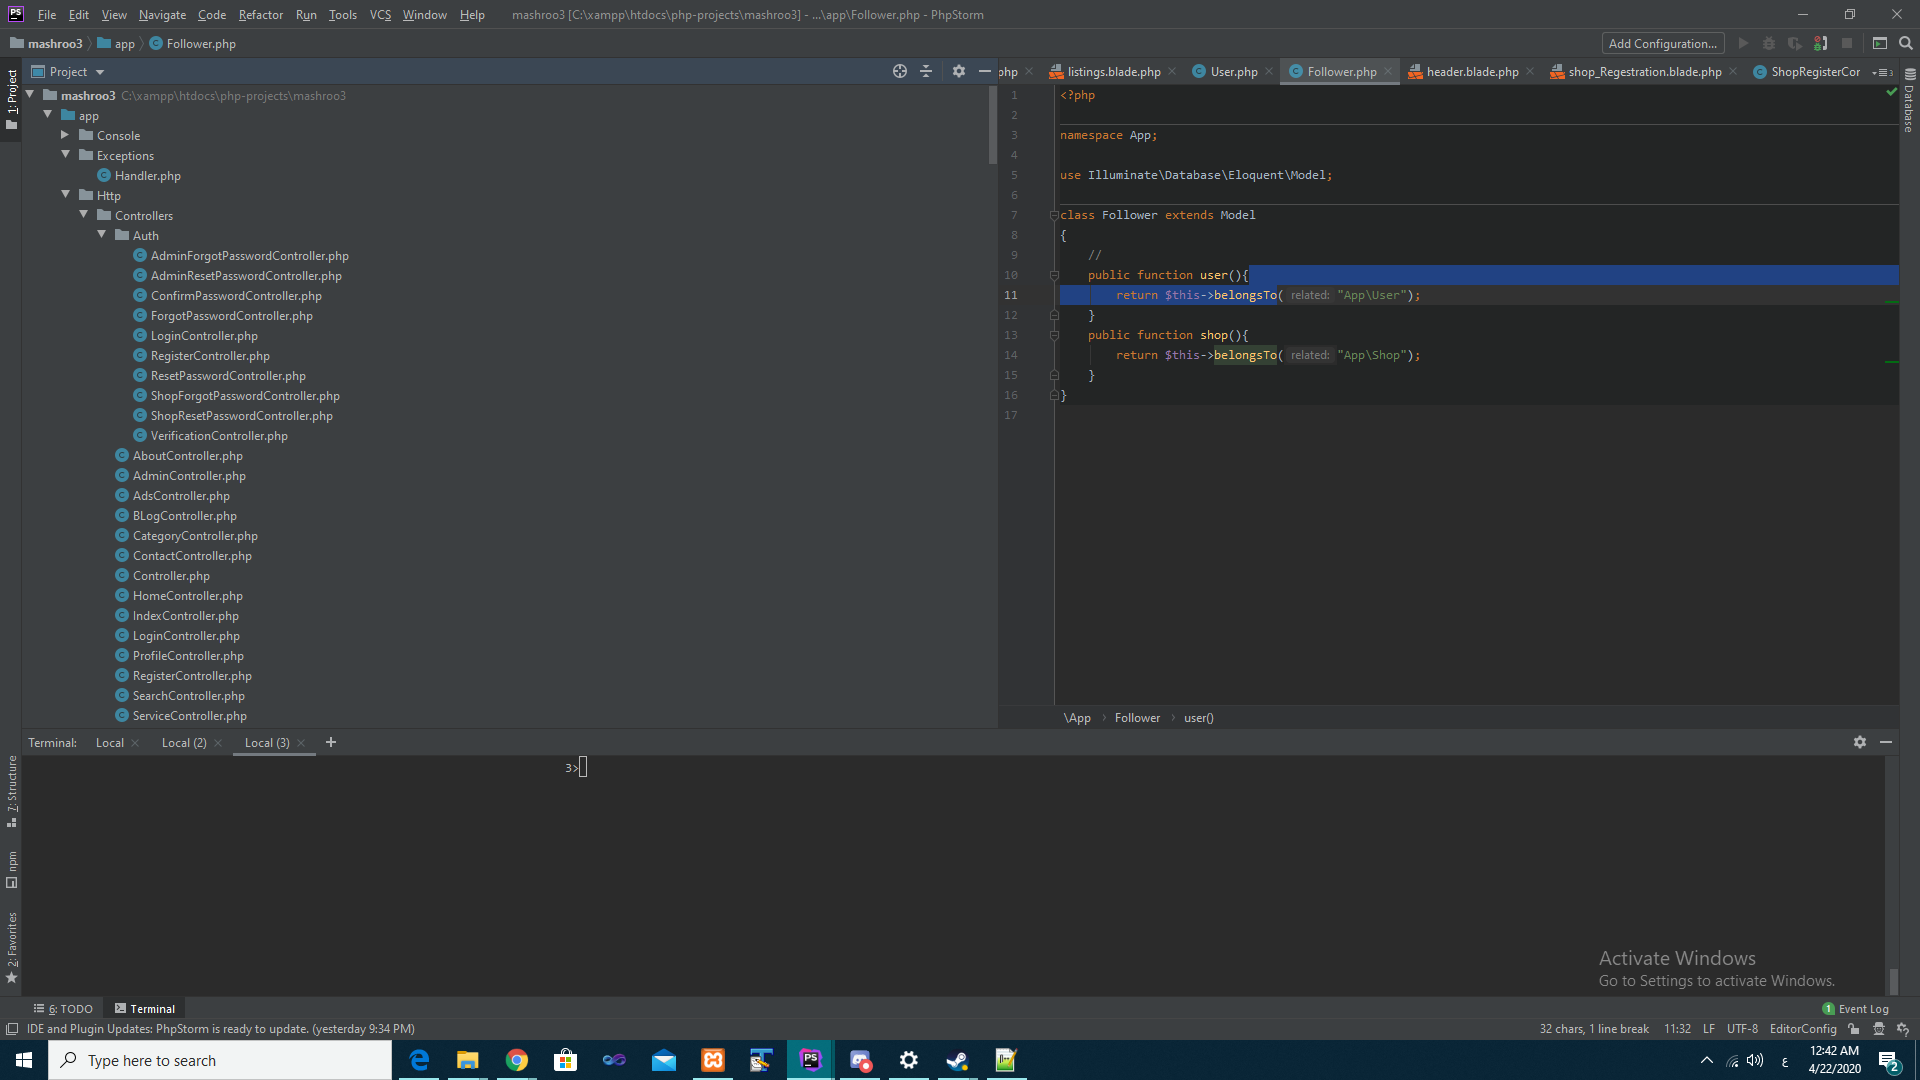 PS File Edit View Navigate Code Refactor Run Tools VCS Window Help mashroo3 [C:\xampp\htdocs\php-projects\mashroo3] - ...\app\Follower.php - PhpStorm
mashroo3 app Follower.php Add Configuration...
Project
php listings.blade.php User.php Follower.php header.blade.php shop_Regestration.blade.php ShopRegisterCor
1: Project
mashroo3 C:\xampp\htdocs\php-projects\mashroo3
app
Console
Exceptions
Handler.php
Http
Controllers
Auth
AdminForgotPasswordController.php
AdminResetPasswordController.php
ConfirmPasswordController.php
ForgotPasswordController.php
LoginController.php
RegisterController.php
ResetPasswordController.php
ShopForgotPasswordController.php
ShopResetPasswordController.php
VerificationController.php
AboutController.php
AdminController.php
AdsController.php
BLogController.php
CategoryController.php
ContactController.php
Controller.php
HomeController.php
IndexController.php
LoginController.php
ProfileController.php
RegisterController.php
SearchController.php
ServiceController.php
1 <?php
2
3 namespace App;
4
5 use Illuminate\Database\Eloquent\Model;
6
7 class Follower extends Model
8 {
9 //
10 public function user(){
11 return $this->belongsTo( related: "App\User");
12 }
13 public function shop(){
14 return $this->belongsTo( related: "App\Shop");
15 }
16 }
17
Database
\App Follower user()
Terminal: Local Local (2) Local (3) +
3>
7: Structure
npm
2: Favorites
Activate Windows
Go to Settings to activate Windows.
6: TODO Terminal 1 Event Log
IDE and Plugin Updates: PhpStorm is ready to update. (yesterday 9:34 PM) 32 chars, 1 line break 11:32 LF UTF-8 EditorConfig
Type here to search
PS
ع
12:42 AM
4/22/2020
2